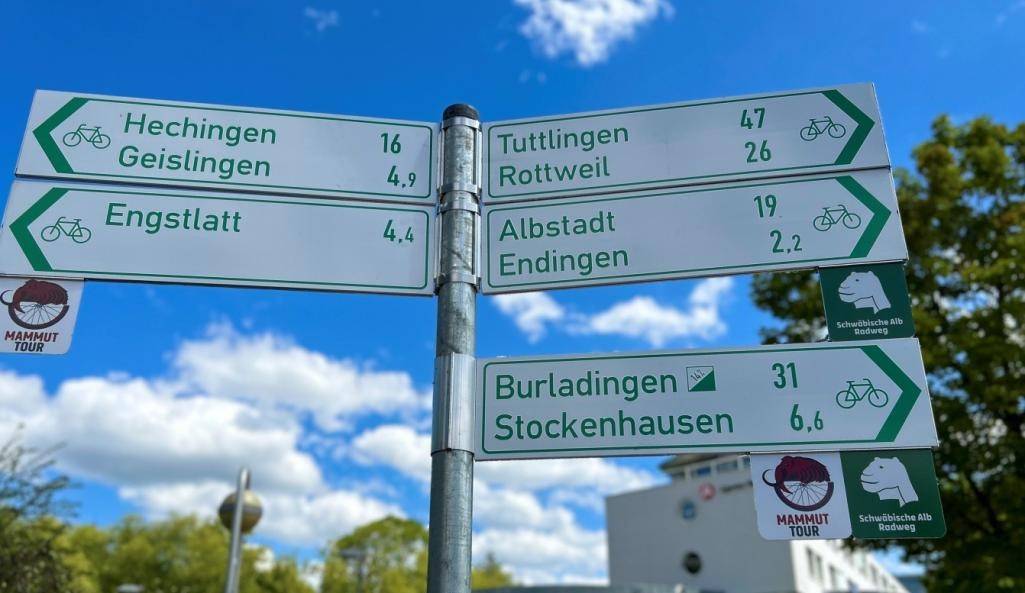 Hechingen 16
Geislingen 4,9
Engstlatt 4,4
MAMMUT
TOUR
Tuttlingen 47
Rottweil 26
Albstadt 19
Endingen 2,2
Schwäbische Alb
Radweg
Burladingen 31
Stockenhausen 6,6
MAMMUT
TOUR
Schwäbische Alb
Radweg